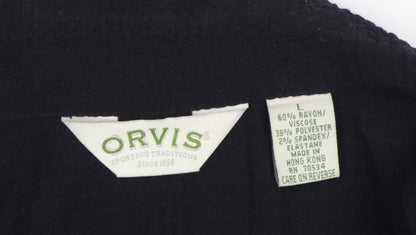 ORVIS®
SPORTING TRADITIONS
Since 1856
L
60% RAYON/
VISCOSE
38% POLYESTER
2% SPANDEX/
ELASTANE
MADE IN
HONG KONG
RN 70534
CARE ON REVERSE